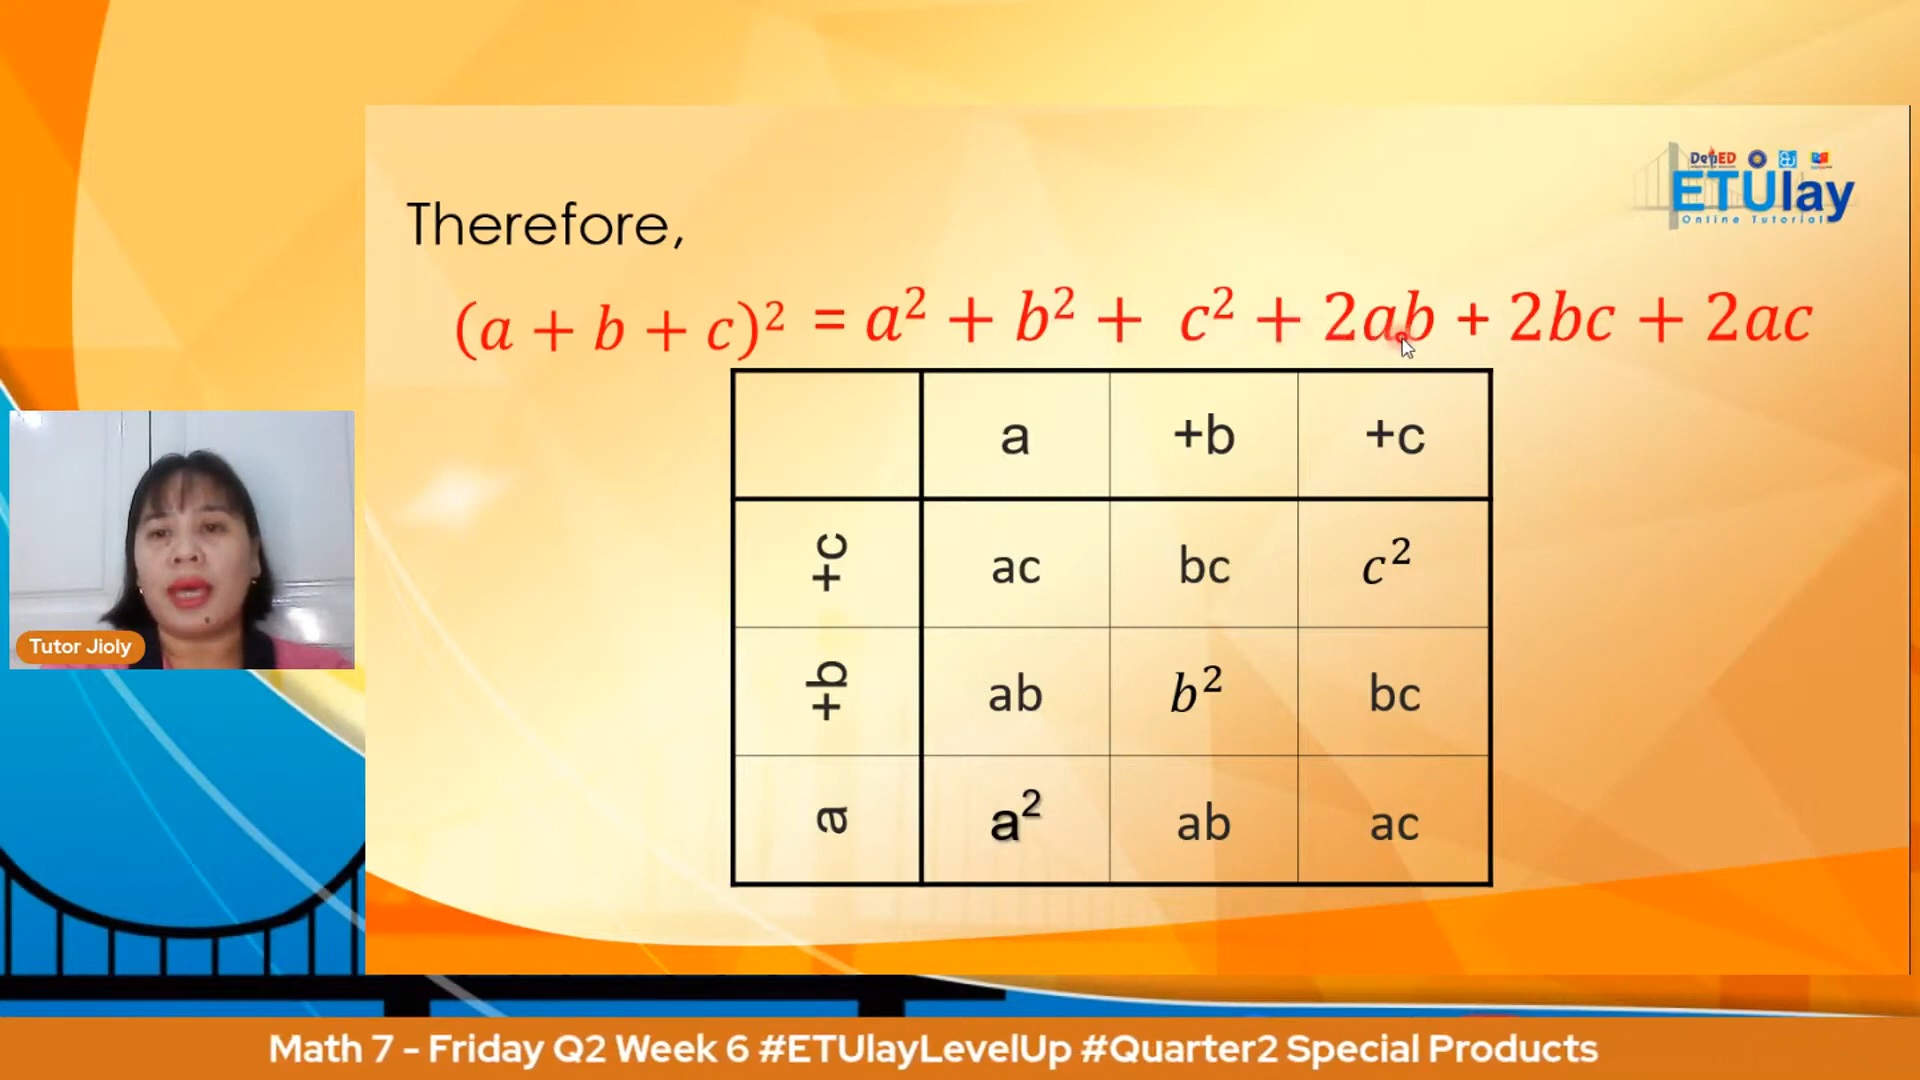 DepED
ETUlay
Online Tutorial
Therefore,
(a + b + c)² = a² + b² + c² + 2ab + 2bc + 2ac
a +b +c
+c ac bc c²
+b ab b² bc
a a² ab ac
Tutor Jioly
Math 7 - Friday Q2 Week 6 #ETUlayLevelUp #Quarter2 Special Products